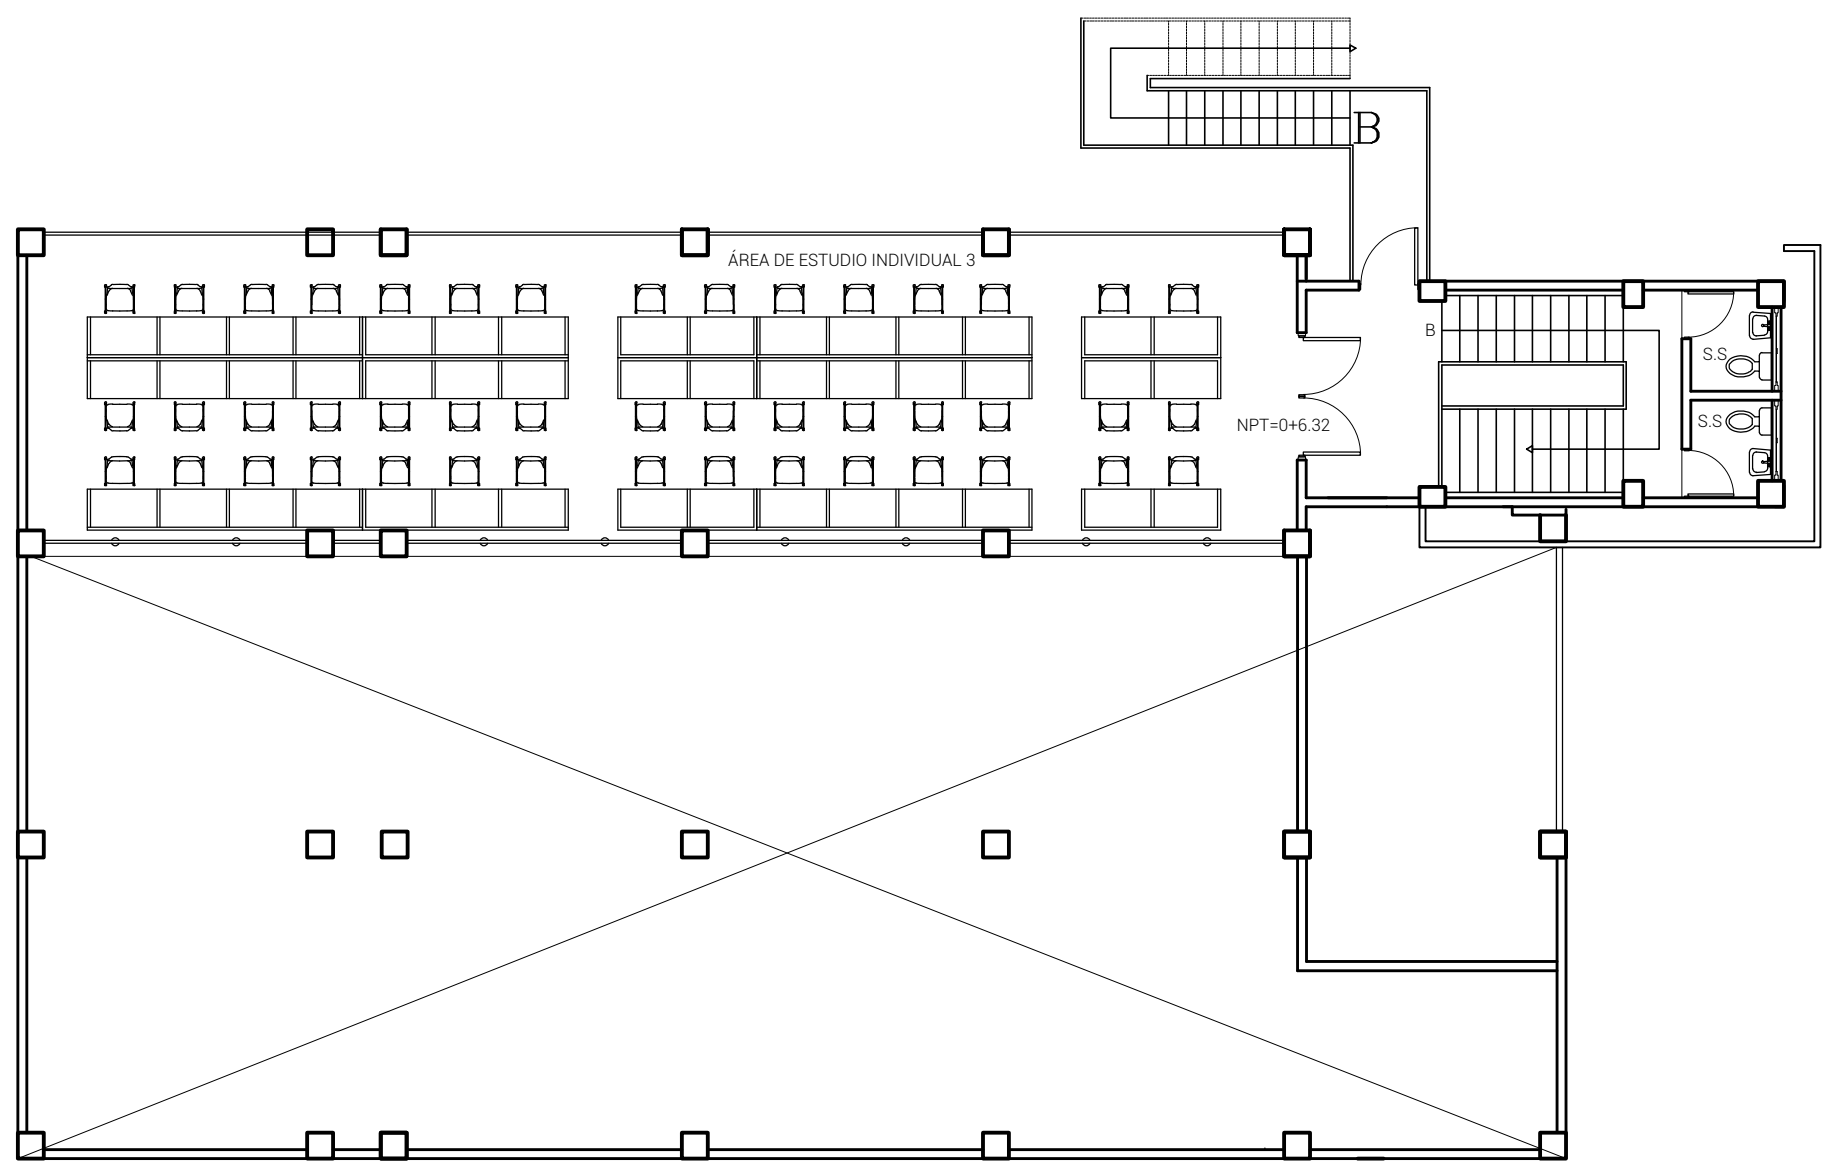 B
ÁREA DE ESTUDIO INDIVIDUAL 3
B
S.S
S.S
NPT=0+6.32